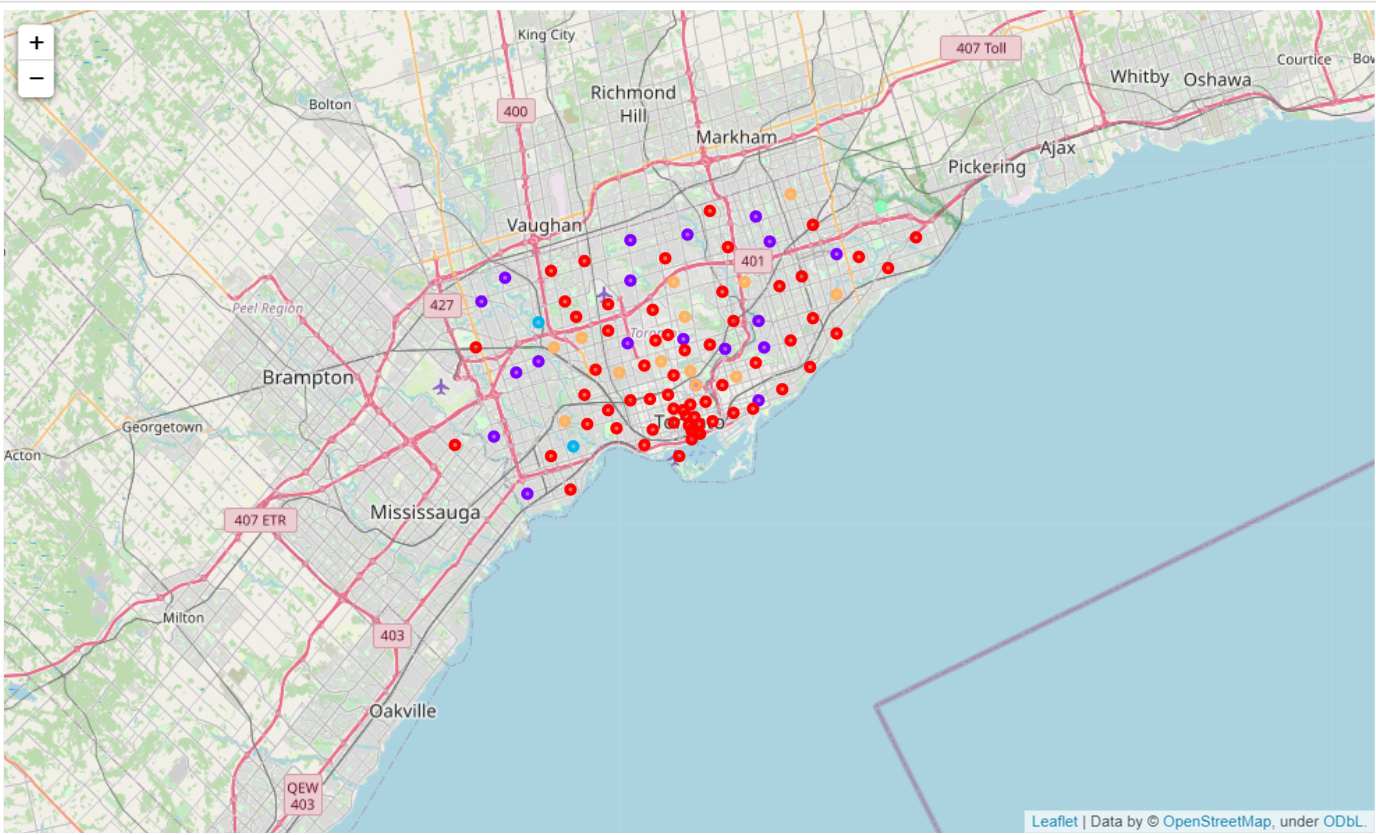 +
−
King City
407 Toll
Courtice
Whitby
Oshawa
Richmond
Hill
Bolton
400
Markham
Ajax
Pickering
Vaughan
401
427
Peel Region
Brampton
Georgetown
Acton
Mississauga
407 ETR
Milton
403
Oakville
QEW
403
Leaflet | Data by © OpenStreetMap, under ODbL.